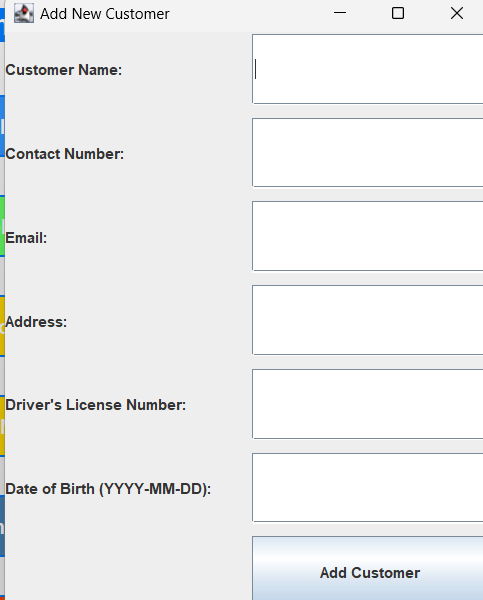 Add New Customer
Customer Name:
Contact Number:
Email:
Address:
Driver's License Number:
Date of Birth (YYYY-MM-DD):
Add Customer